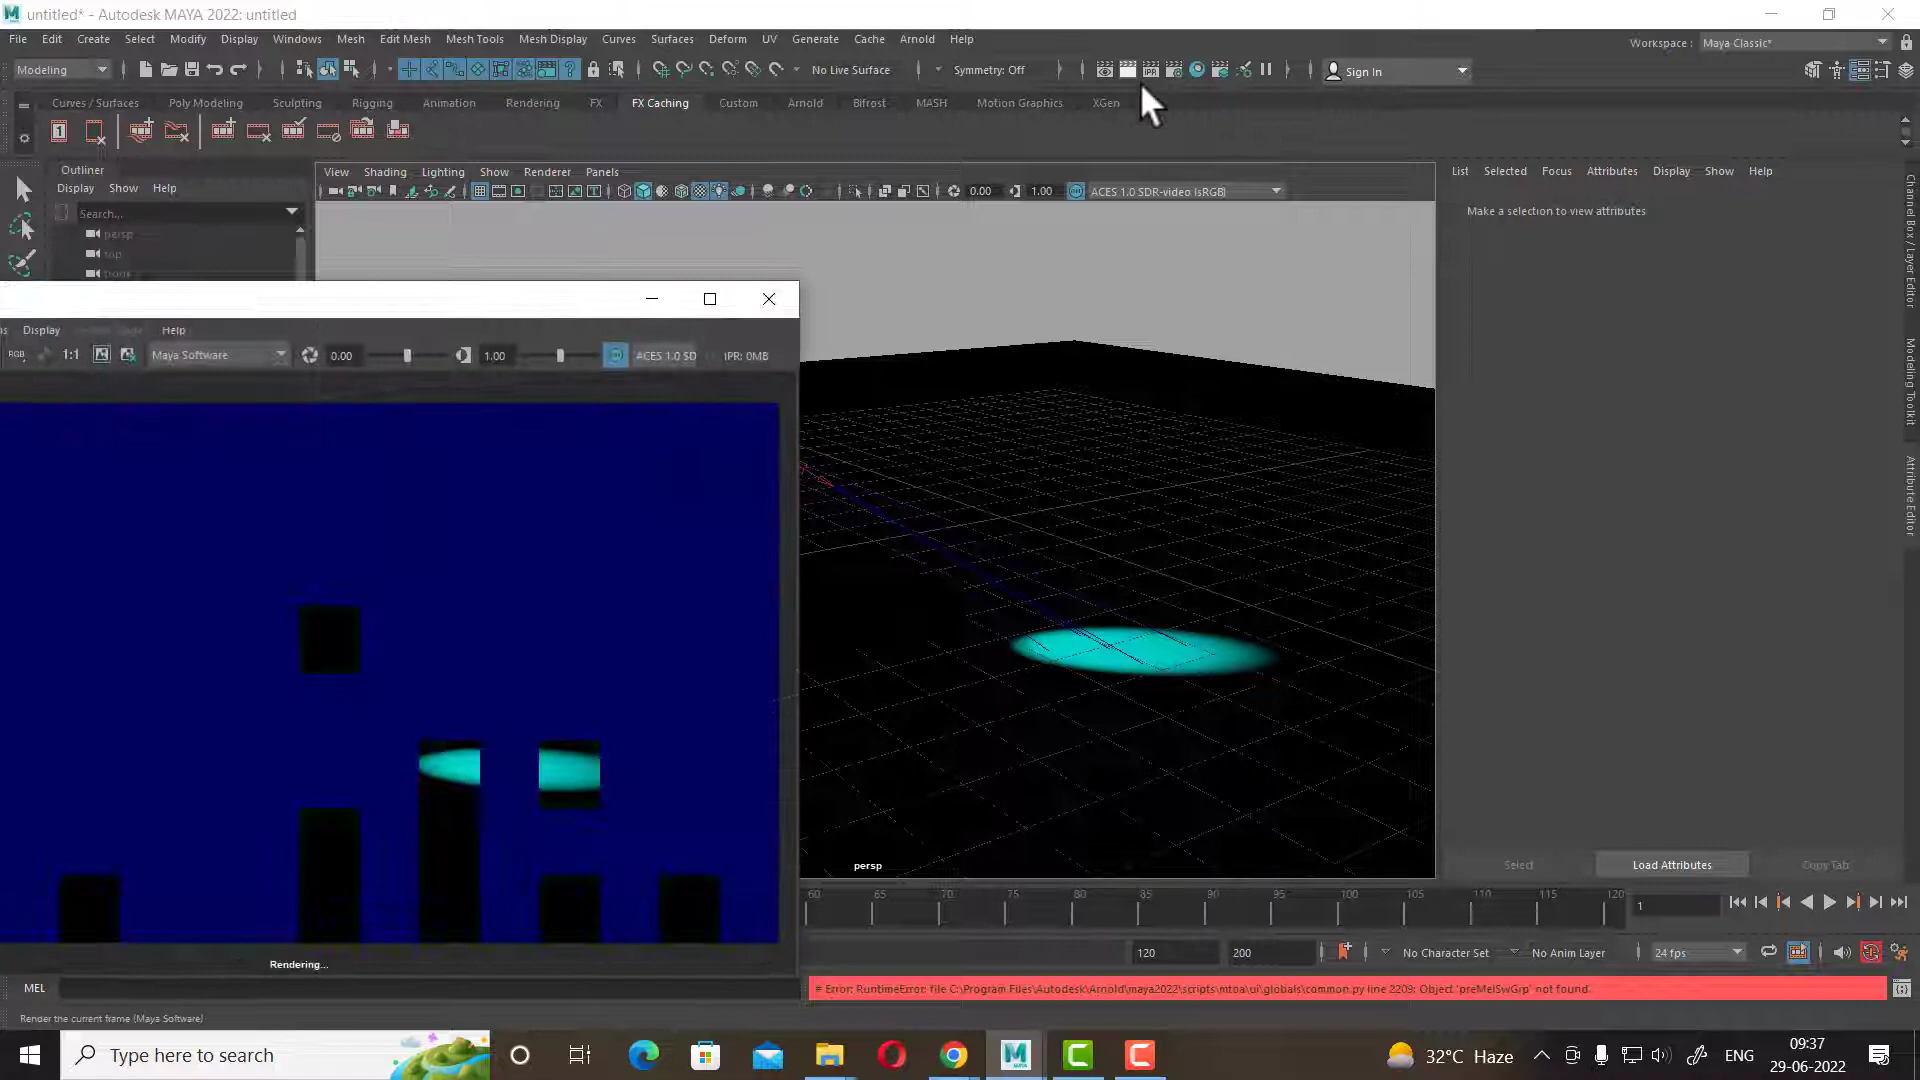 untitled* - Autodesk MAYA 2022: untitled
File Edit Create Select Modify Display Windows Mesh Edit Mesh Mesh Tools Mesh Display Curves Surfaces Deform UV Generate Cache Arnold Help
Workspace : Maya Classic*
Modeling No Live Surface Symmetry: Off IPR Sign In
Curves / Surfaces Poly Modeling Sculpting Rigging Animation Rendering FX FX Caching Custom Arnold Bifrost MASH Motion Graphics XGen
Outliner
Display Show Help
Search...
persp
top
View Shading Lighting Show Renderer Panels
0.00 1.00 ACES 1.0 SDR-video (sRGB)
List Selected Focus Attributes Display Show Help
Make a selection to view attributes
Channel Box / Layer Editor
Modeling Toolkit
Attribute Editor
Display Help
RGB 1:1 Maya Software 0.00 1.00 ACES 1.0 SD IPR: 0MB
Rendering...
persp
Select Load Attributes Copy Tab
60 65 70 75 80 85 90 95 100 105 110 115 120
1
120 200 No Character Set No Anim Layer 24 fps
MEL
# Error: RuntimeError: file C:\Program Files\Autodesk\Arnold\maya2022\scripts\mtoa\ui\globals\common.py line 2209: Object 'preMelSwGrp' not found.
Render the current frame (Maya Software)
Type here to search
32°C Haze
ENG
09:37
29-06-2022